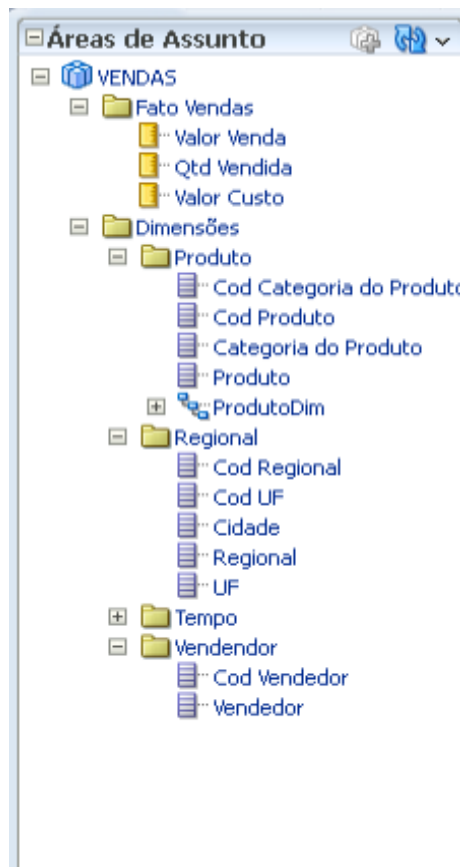 Áreas de Assunto
VENDAS
Fato Vendas
Valor Venda
Qtd Vendida
Valor Custo
Dimensões
Produto
Cod Categoria do Produto
Cod Produto
Categoria do Produto
Produto
ProdutoDim
Regional
Cod Regional
Cod UF
Cidade
Regional
UF
Tempo
Vendendor
Cod Vendedor
Vendedor